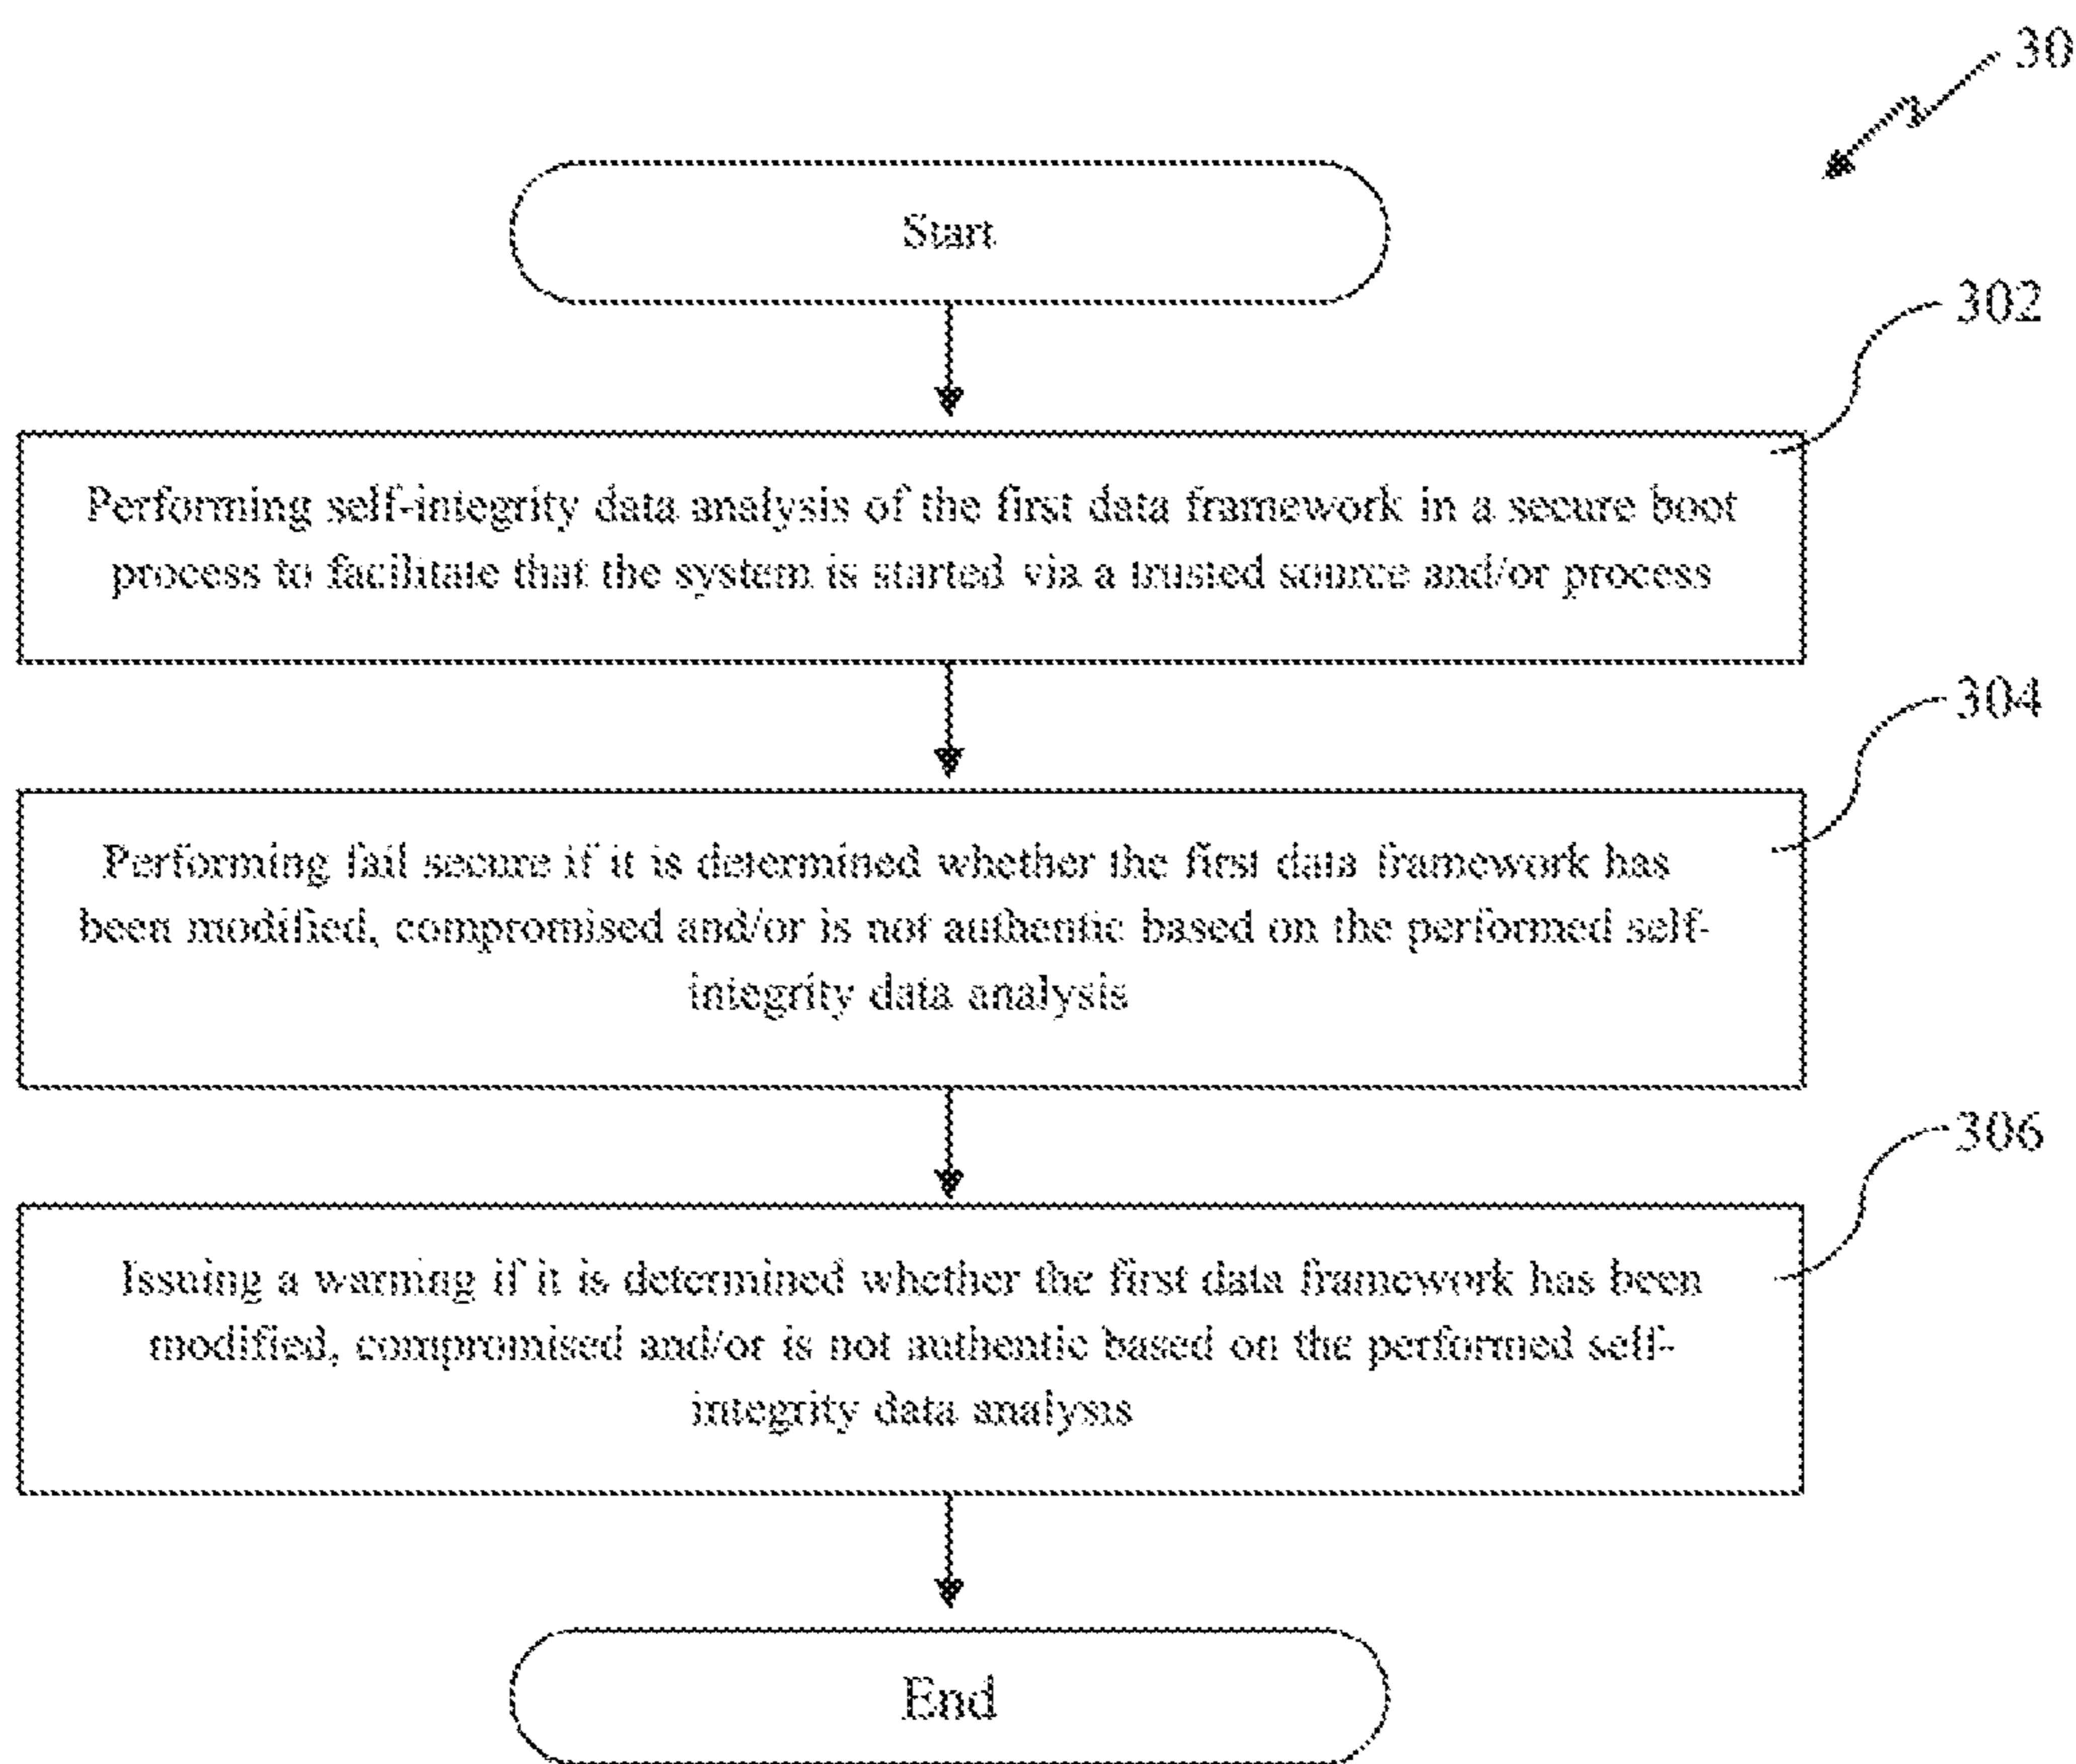 30
Start
302
Performing self-integrity data analysis of the first data framework in a secure boot
process to facilitate that the system is started via a trusted source and/or process
304
Performing fail secure if it is determined whether the first data framework has
been modified, compromised and/or is not authentic based on the performed self-
integrity data analysis
306
Issuing a warning if it is determined whether the first data framework has been
modified, compromised and/or is not authentic based on the performed self-
integrity data analysis
End